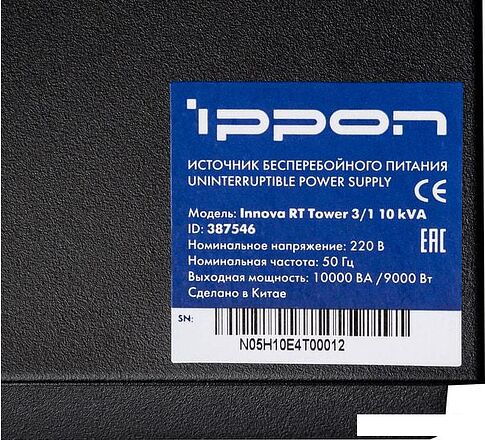 ippon
ИСТОЧНИК БЕСПЕРЕБОЙНОГО ПИТАНИЯ
UNINTERRUPTIBLE POWER SUPPLY
CE
Модель: Innova RT Tower 3/1 10 kVA
ID: 387546
EAC
Номинальное напряжение: 220 В
Номинальная частота: 50 Гц
Выходная мощность: 10000 ВА /9000 Вт
Сделано в Китае
SN:
N05H10E4T00012